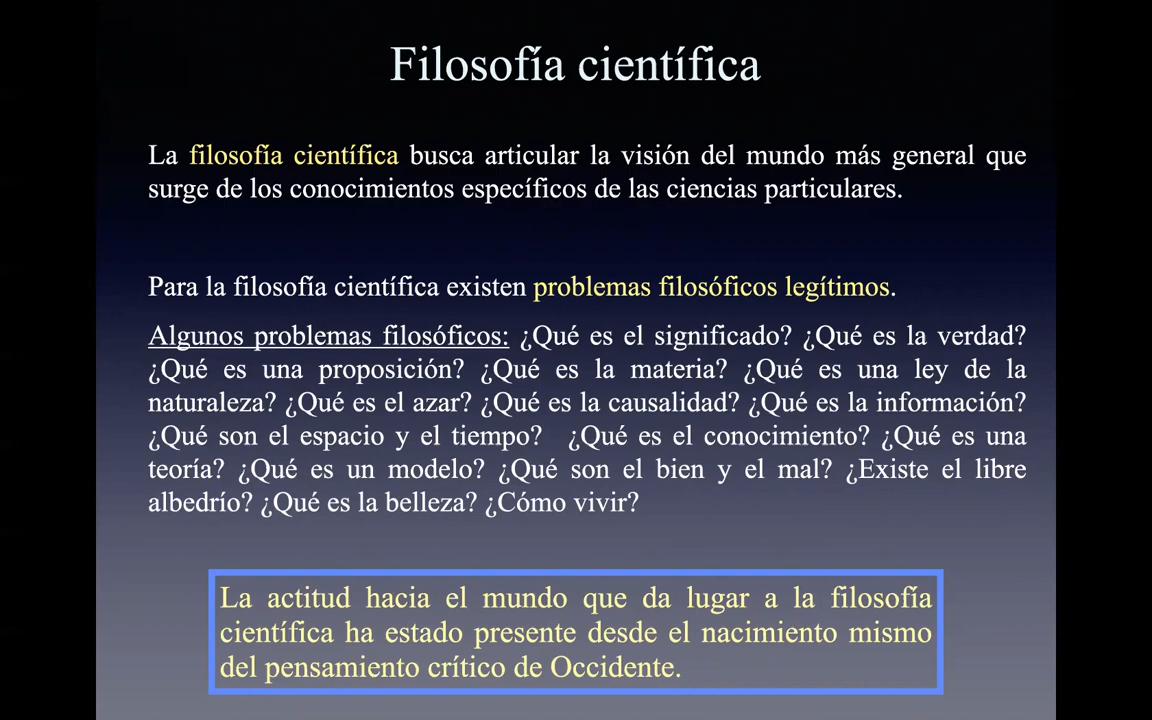 Filosofía científica
La filosofía científica busca articular la visión del mundo más general que
surge de los conocimientos específicos de las ciencias particulares.
Para la filosofía científica existen problemas filosóficos legítimos.
Algunos problemas filosóficos: ¿Qué es el significado? ¿Qué es la verdad?
¿Qué es una proposición? ¿Qué es la materia? ¿Qué es una ley de la
naturaleza? ¿Qué es el azar? ¿Qué es la causalidad? ¿Qué es la información?
¿Qué son el espacio y el tiempo? ¿Qué es el conocimiento? ¿Qué es una
teoría? ¿Qué es un modelo? ¿Qué son el bien y el mal? ¿Existe el libre
albedrío? ¿Qué es la belleza? ¿Cómo vivir?
La actitud hacia el mundo que da lugar a la filosofía
científica ha estado presente desde el nacimiento mismo
del pensamiento crítico de Occidente.